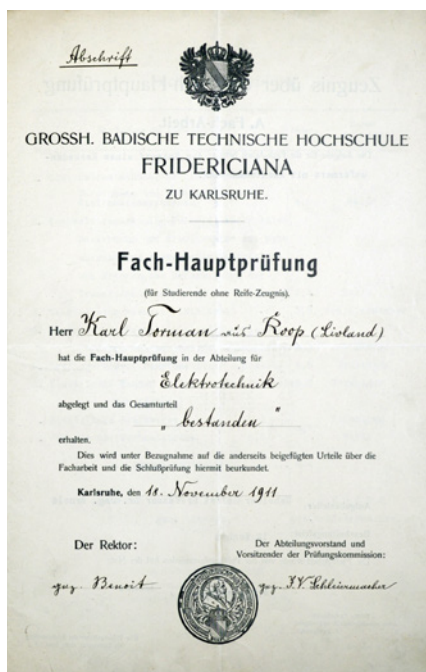 Abschrift
GROSSH. BADISCHE TECHNISCHE HOCHSCHULE
FRIDERICIANA
ZU KARLSRUHE.
Fach-Hauptprüfung
(für Studierende ohne Reife-Zeugnis).
Herr Karl Torman aus Roop (Livland)
hat die Fach-Hauptprüfung in der Abteilung für
Elektrotechnik
abgelegt und das Gesamturteil
„ bestanden "
erhalten.
Dies wird unter Bezugnahme auf die anderseits beigefügten Urteile über die
Facharbeit und die Schlußprüfung hiermit beurkundet.
Karlsruhe, den 18. November 1911
Der Rektor:
gez. Benoit
Der Abteilungsvorstand und
Vorsitzender der Prüfungskommission:
gez. I.V. Schleiermacher